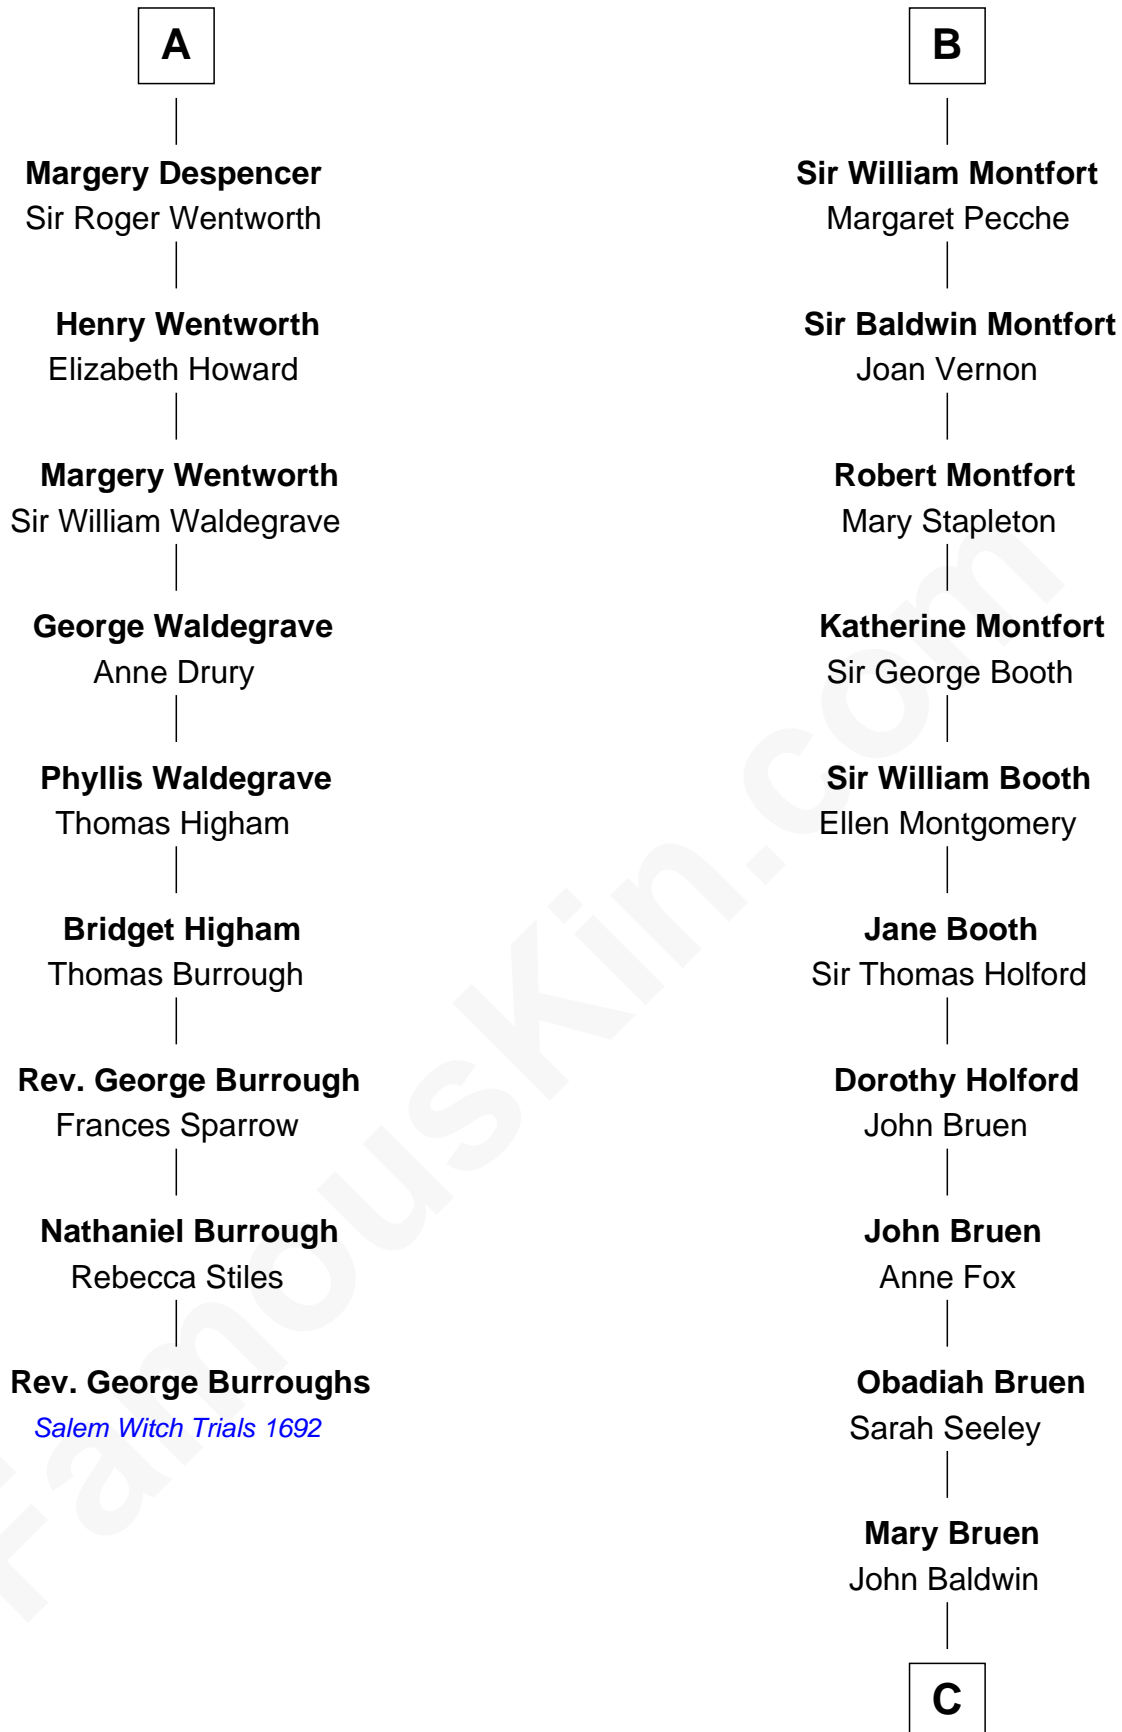 A
Margery Despencer
Sir Roger Wentworth
Henry Wentworth
Elizabeth Howard
Margery Wentworth
Sir William Waldegrave
George Waldegrave
Anne Drury
Phyllis Waldegrave
Thomas Higham
Bridget Higham
Thomas Burrough
Rev. George Burrough
Frances Sparrow
Nathaniel Burrough
Rebecca Stiles
Rev. George Burroughs
Salem Witch Trials 1692
B
Sir William Montfort
Margaret Pecche
Sir Baldwin Montfort
Joan Vernon
Robert Montfort
Mary Stapleton
Katherine Montfort
Sir George Booth
Sir William Booth
Ellen Montgomery
Jane Booth
Sir Thomas Holford
Dorothy Holford
John Bruen
John Bruen
Anne Fox
Obadiah Bruen
Sarah Seeley
Mary Bruen
John Baldwin
C
FamousKin.com